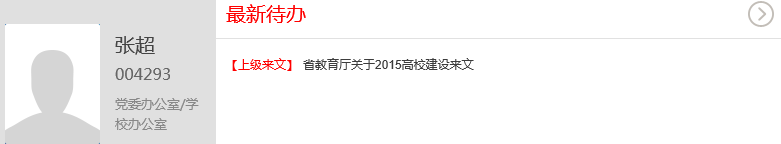 张超
004293
党委办公室/学
校办公室
最新待办
【上级来文】 省教育厅关于2015高校建设来文